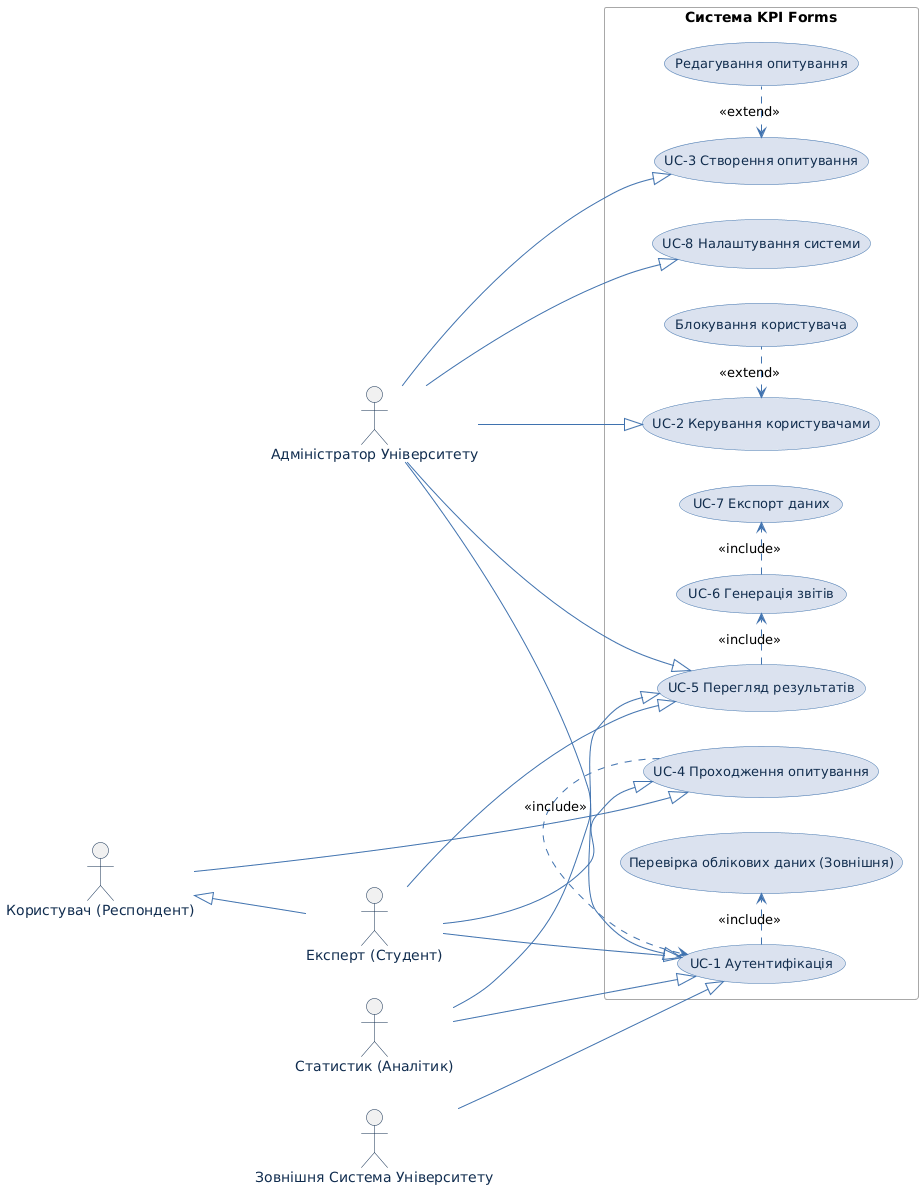 Система KPI Forms
Редагування опитування
«extend»
UC-3 Створення опитування
UC-8 Налаштування системи
Блокування користувача
«extend»
UC-2 Керування користувачами
Адміністратор Університету
UC-7 Експорт даних
«include»
UC-6 Генерація звітів
«include»
UC-5 Перегляд результатів
UC-4 Проходження опитування
«include»
Перевірка облікових даних (Зовнішня)
Користувач (Респондент)
«include»
Експерт (Студент)
UC-1 Аутентифікація
Статистик (Аналітик)
Зовнішня Система Університету